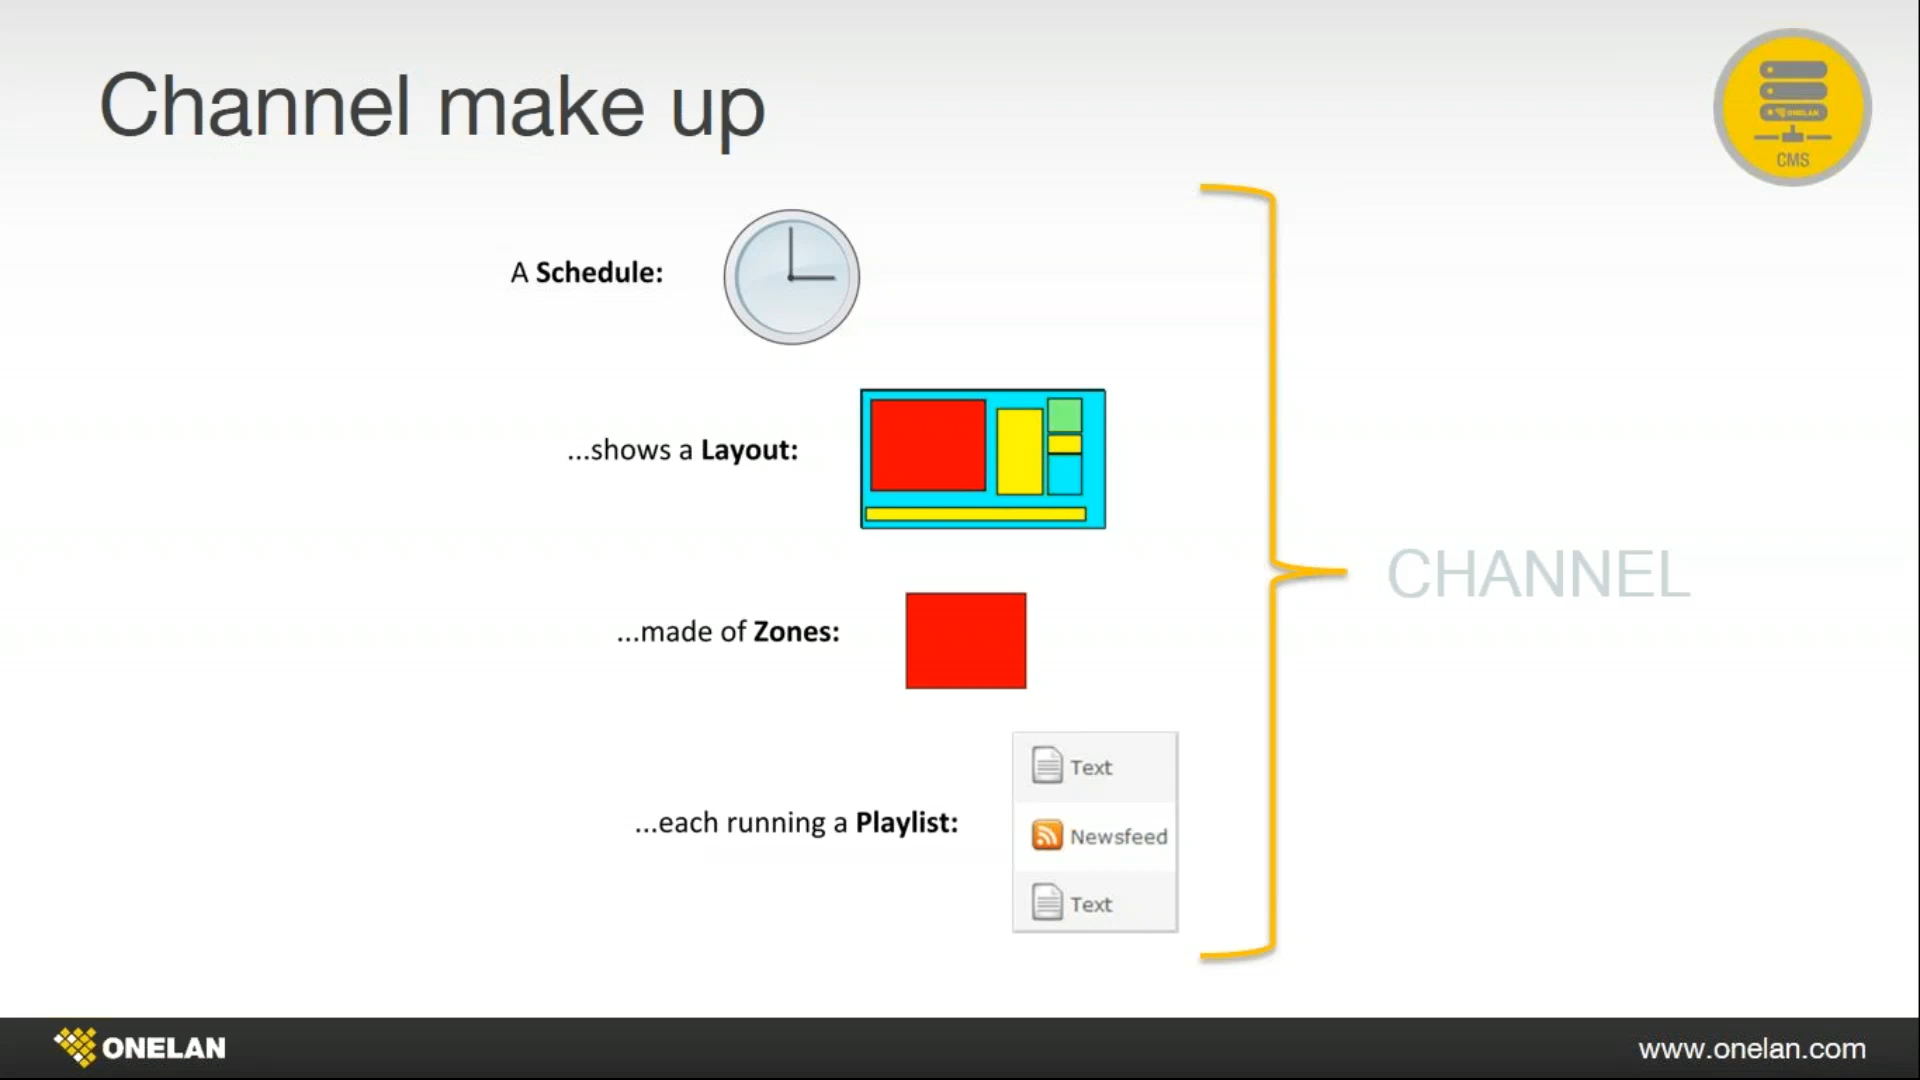 Channel make up
ONELAN
CMS
A Schedule:
...shows a Layout:
CHANNEL
...made of Zones:
Text
...each running a Playlist:
Newsfeed
Text
ONELAN
www.onelan.com